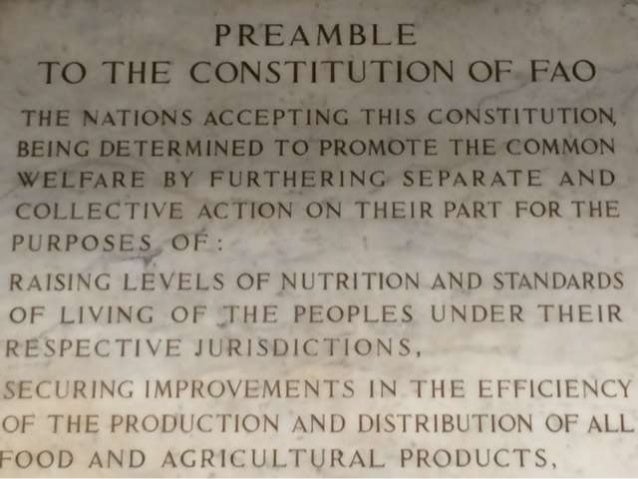 PREAMBLE
TO THE CONSTITUTION OF FAO
THE NATIONS ACCEPTING THIS CONSTITUTION,
BEING DETERMINED TO PROMOTE THE COMMON
WELFARE BY FURTHERING SEPARATE AND
COLLECTIVE ACTION ON THEIR PART FOR THE
PURPOSES OF:
RAISING LEVELS OF NUTRITION AND STANDARDS
OF LIVING OF THE PEOPLES UNDER THEIR
RESPECTIVE JURISDICTIONS,
SECURING IMPROVEMENTS IN THE EFFICIENCY
OF THE PRODUCTION AND DISTRIBUTION OF ALL
FOOD AND AGRICULTURAL PRODUCTS,